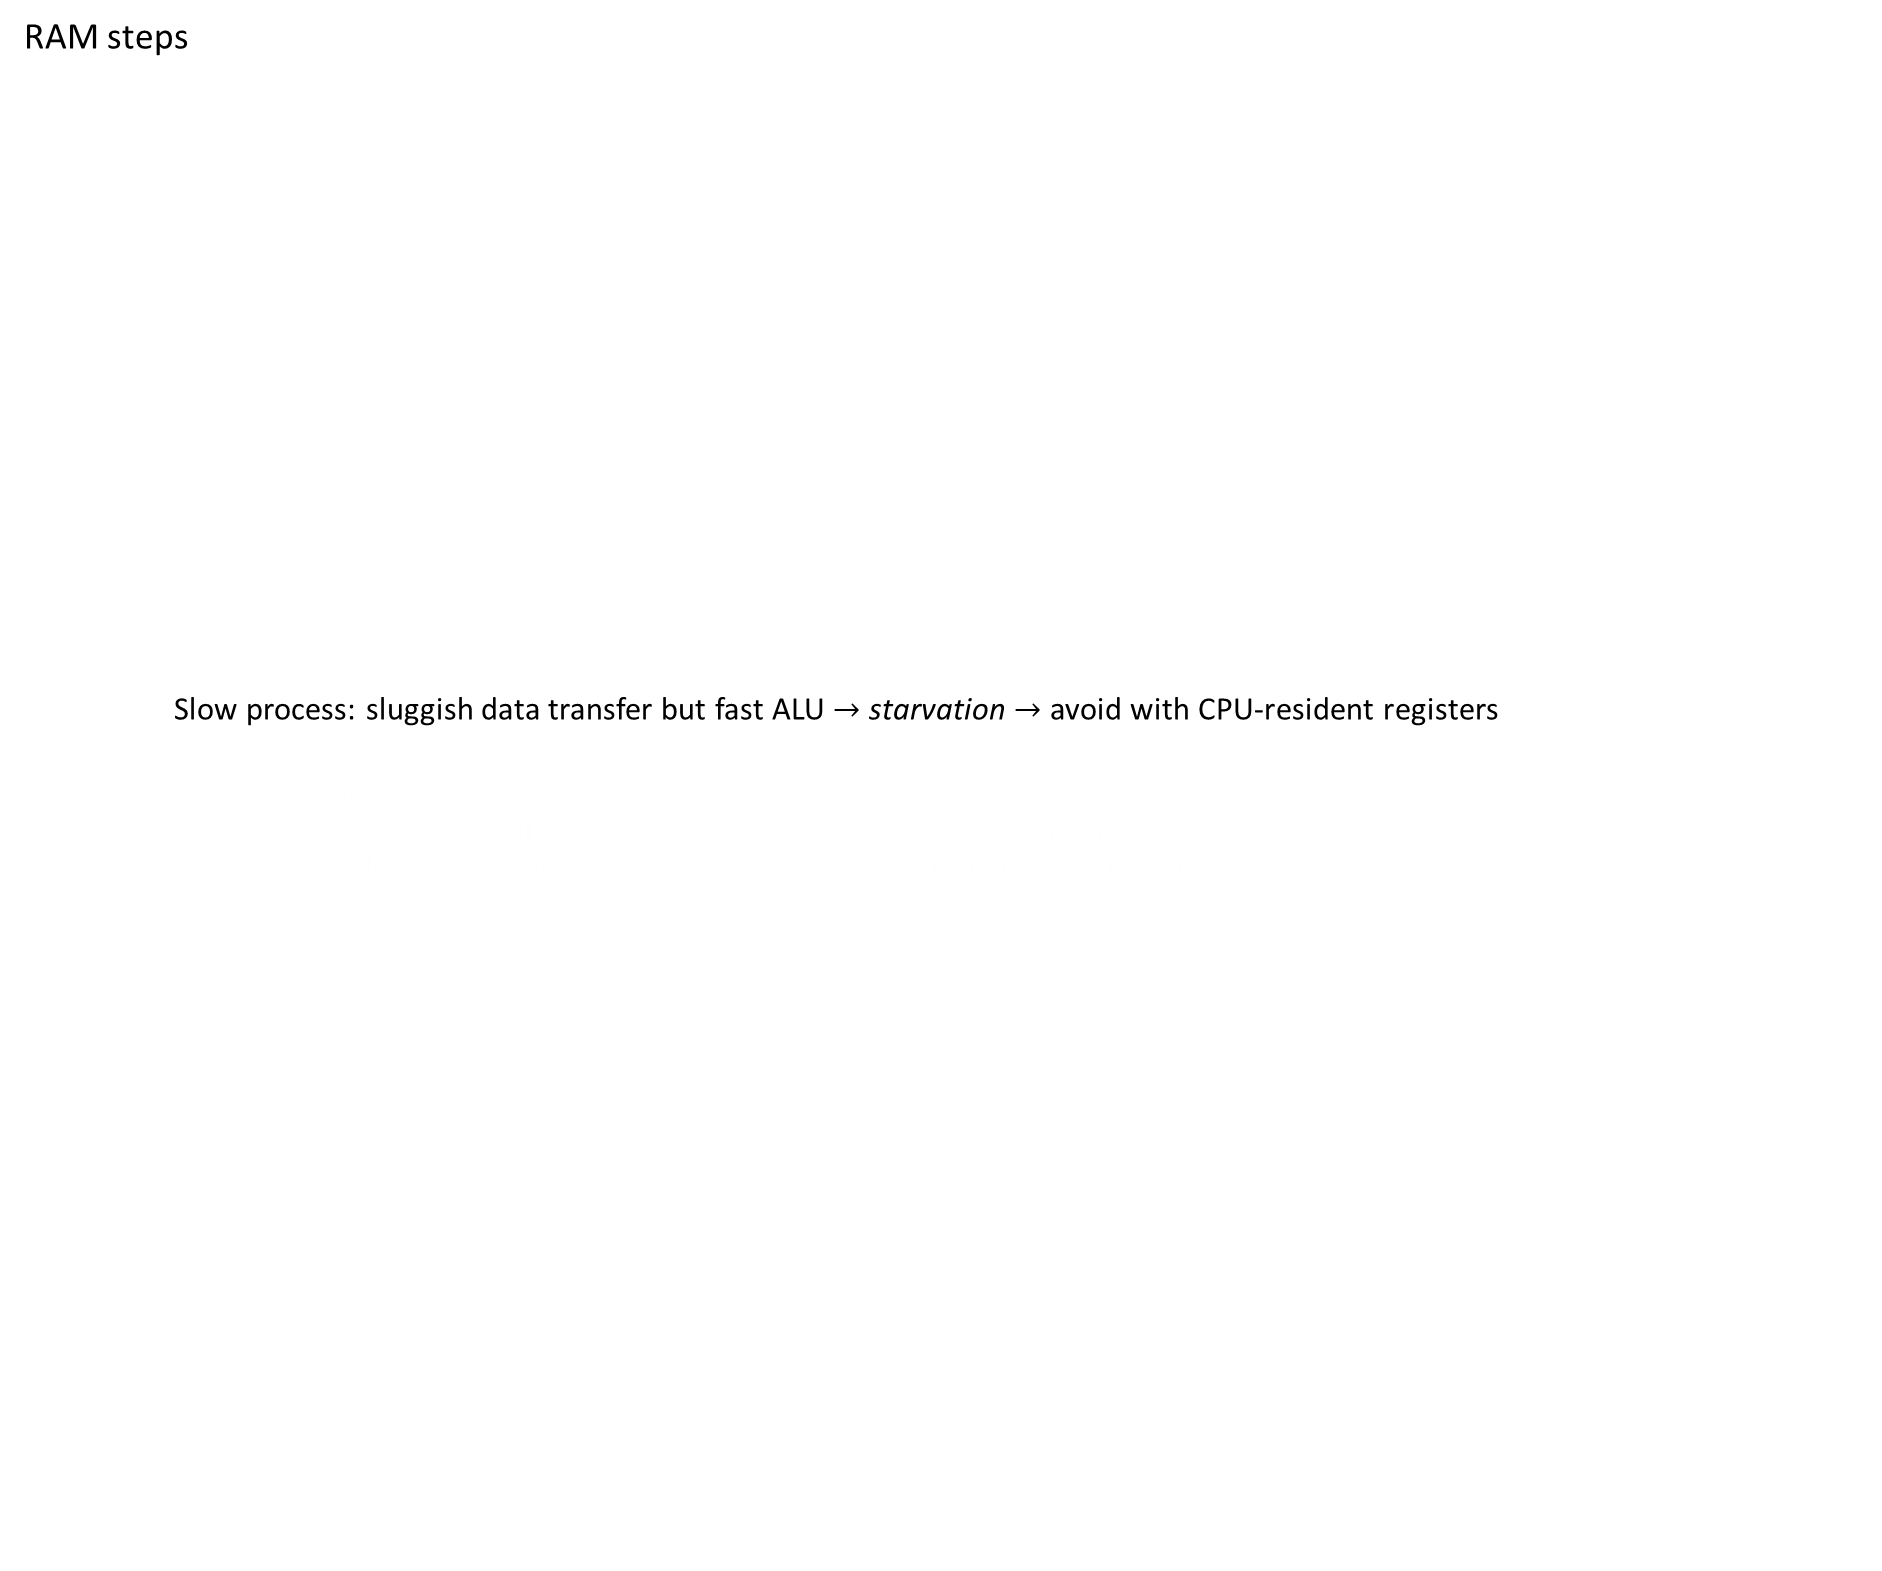 RAM steps
Slow process: sluggish data transfer but fast ALU → starvation → avoid with CPU-resident registers